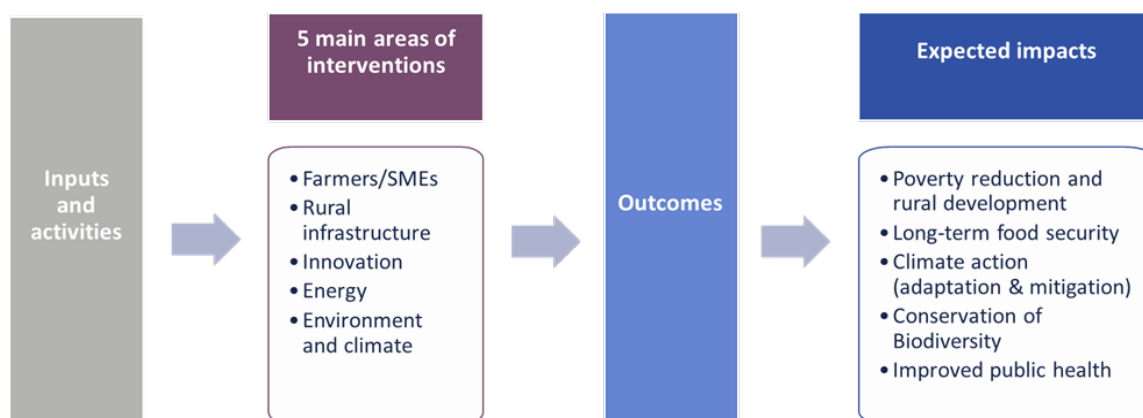 Inputs
and
activities
5 main areas of
interventions
• Farmers/SMEs
• Rural
infrastructure
• Innovation
• Energy
• Environment
and climate
Outcomes
Expected impacts
• Poverty reduction and
rural development
• Long-term food security
• Climate action
(adaptation & mitigation)
• Conservation of
Biodiversity
• Improved public health